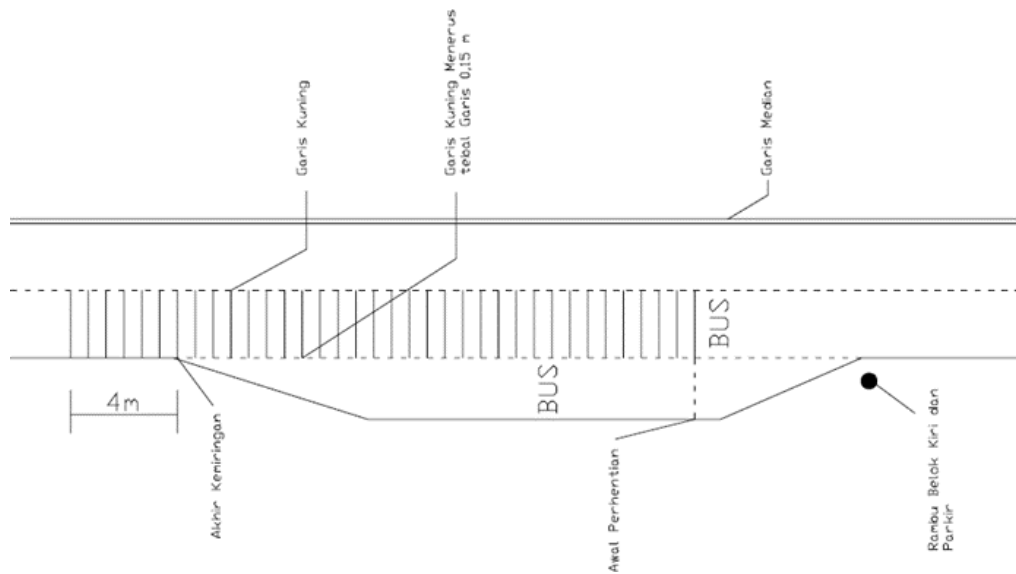 Garis Kuning
Garis Kuning Menerus
tebal Garis 0,15 m
Garis Median
BUS
BUS
4m
Akhir Kemiringan
Awal Perhentian
Rambu Belok Kiri dan
Parkir